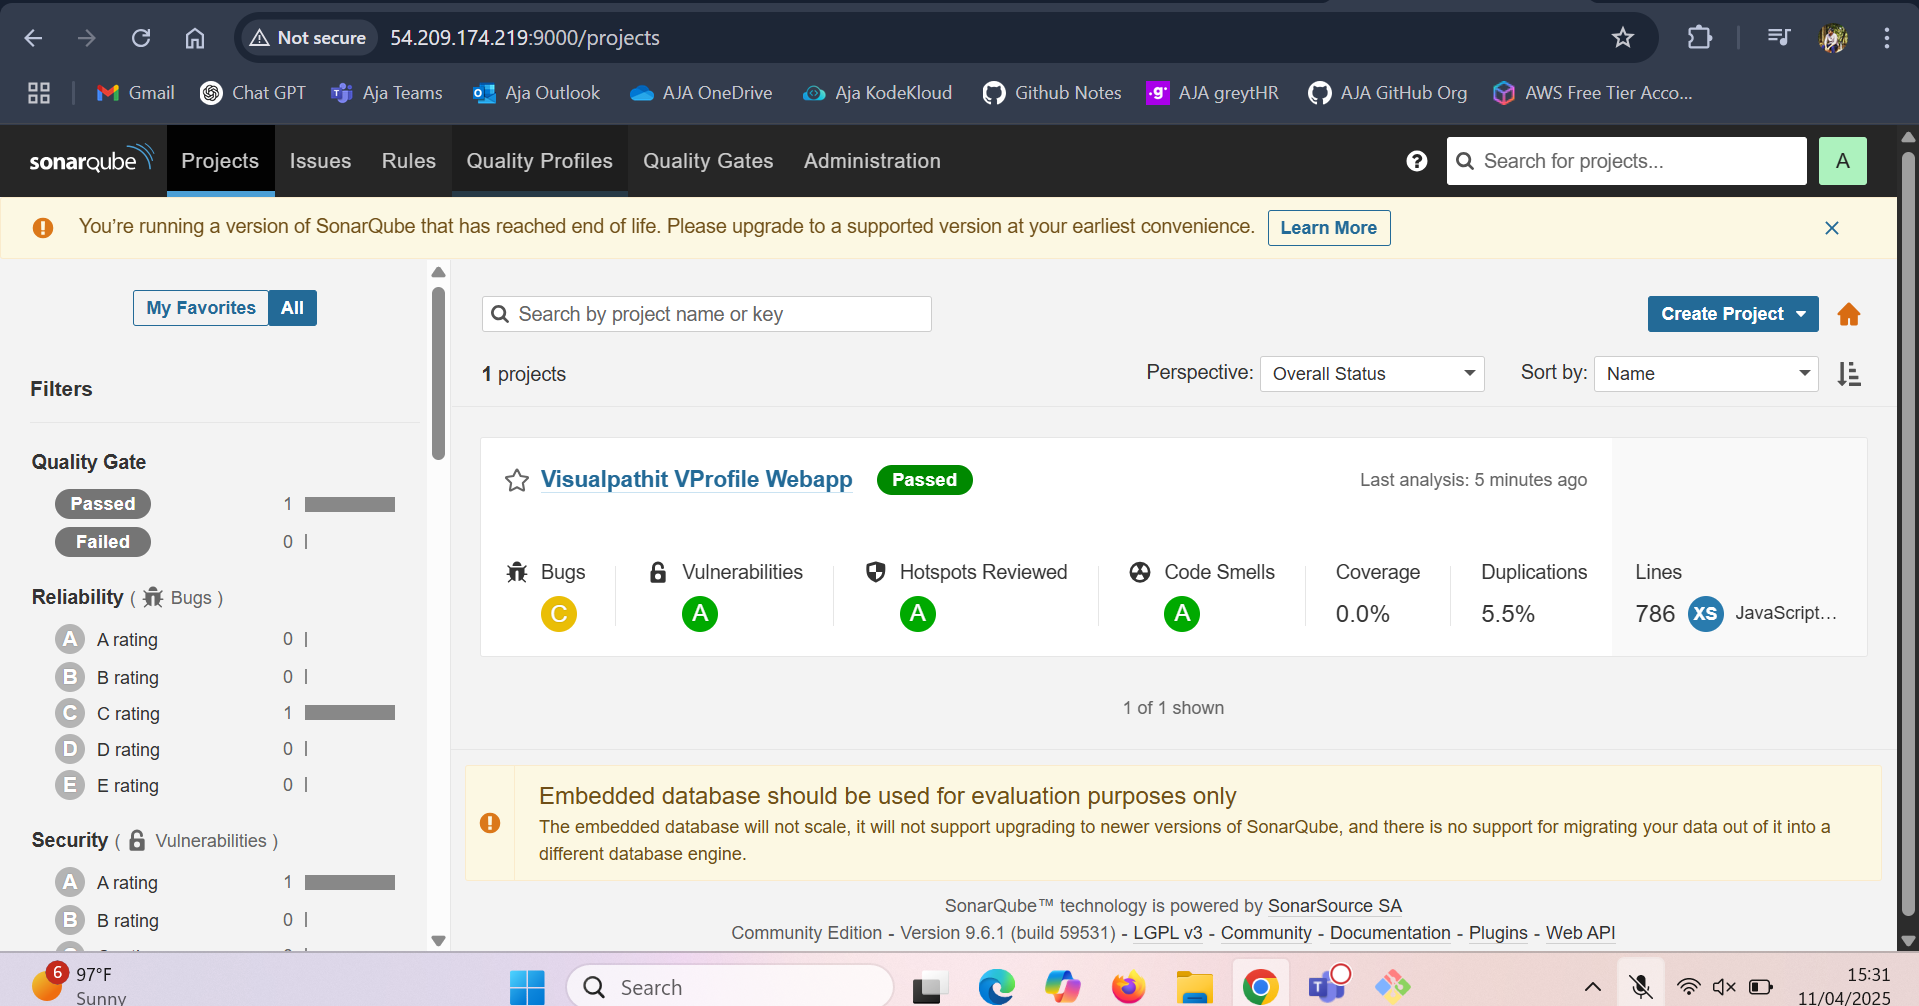 Not secure 54.209.174.219:9000/projects
Gmail Chat GPT Aja Teams Aja Outlook AJA OneDrive Aja KodeKloud Github Notes .g* AJA greytHR AJA GitHub Org AWS Free Tier Acco...
sonarqube Projects Issues Rules Quality Profiles Quality Gates Administration ? Search for projects... A
You're running a version of SonarQube that has reached end of life. Please upgrade to a supported version at your earliest convenience. Learn More
My Favorites All
Search by project name or key
Create Project
1 projects
Perspective: Overall Status
Sort by: Name
Filters
Quality Gate
Passed 1
Failed 0
Reliability ( Bugs )
A A rating 0
B B rating 0
C C rating 1
D D rating 0
E E rating 0
Security ( Vulnerabilities )
A A rating 1
B B rating 0
Visualpathit VProfile Webapp Passed Last analysis: 5 minutes ago
Bugs Vulnerabilities Hotspots Reviewed Code Smells Coverage Duplications Lines
C A A A 0.0% 5.5% 786 XS JavaScript...
1 of 1 shown
Embedded database should be used for evaluation purposes only
The embedded database will not scale, it will not support upgrading to newer versions of SonarQube, and there is no support for migrating your data out of it into a
different database engine.
SonarQube™ technology is powered by SonarSource SA
Community Edition - Version 9.6.1 (build 59531) - LGPL v3 - Community - Documentation - Plugins - Web API
6 97°F
Sunny
Search
15:31
11/04/2025